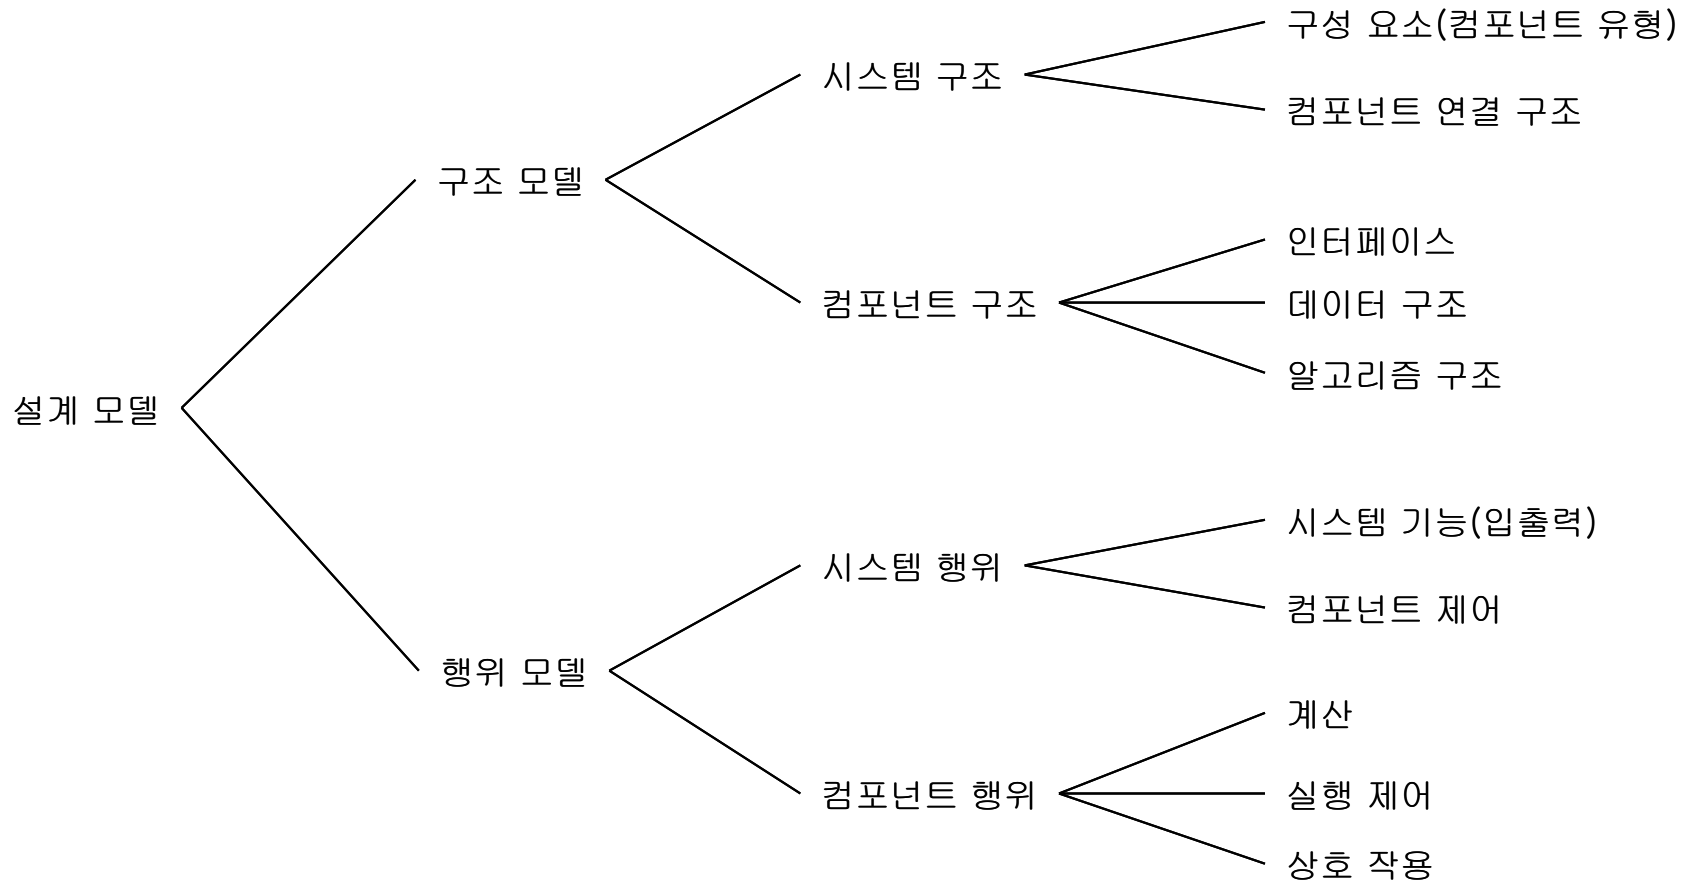 설계 모델
구조 모델
시스템 구조
구성 요소(컴포넌트 유형)
컴포넌트 연결 구조
컴포넌트 구조
인터페이스
데이터 구조
알고리즘 구조
행위 모델
시스템 행위
시스템 기능(입출력)
컴포넌트 제어
컴포넌트 행위
계산
실행 제어
상호 작용